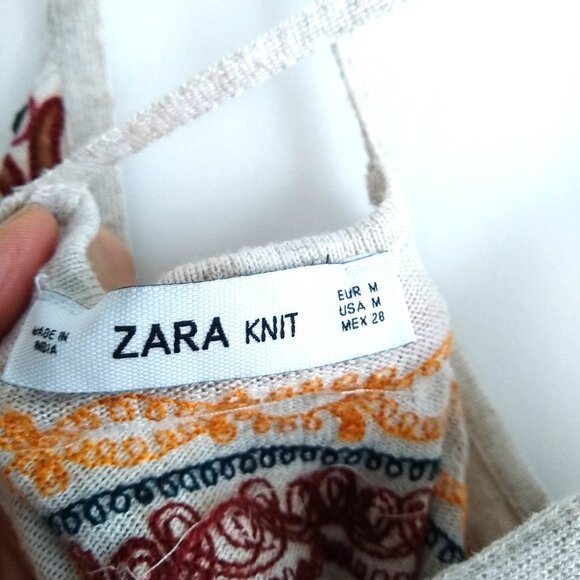 MADE IN
INDIA
ZARA KNIT
EUR M
USA M
MEX 28